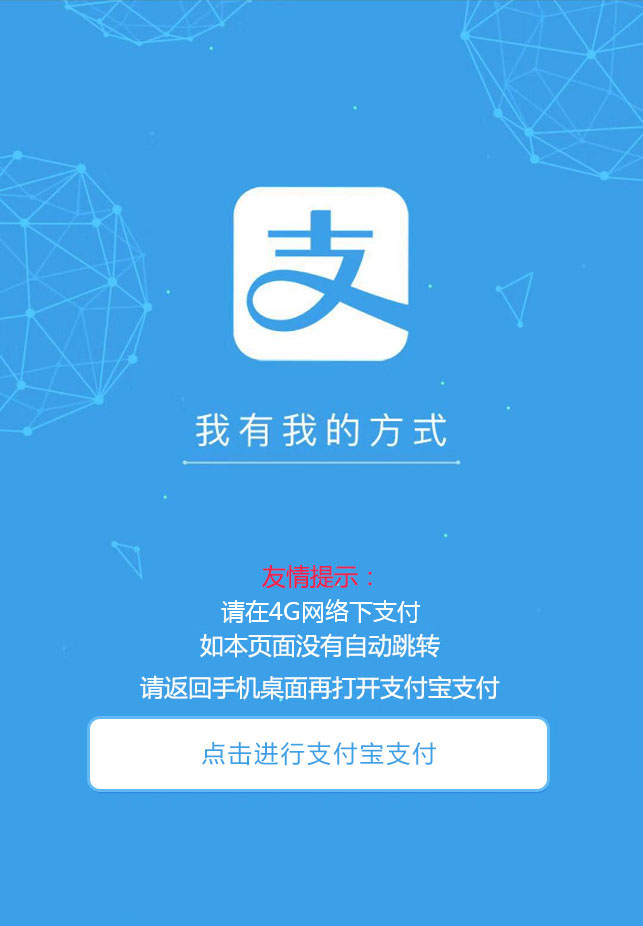 支
我有我的方式
友情提示：
请在4G网络下支付
如本页面没有自动跳转
请返回手机桌面再打开支付宝支付
点击进行支付宝支付